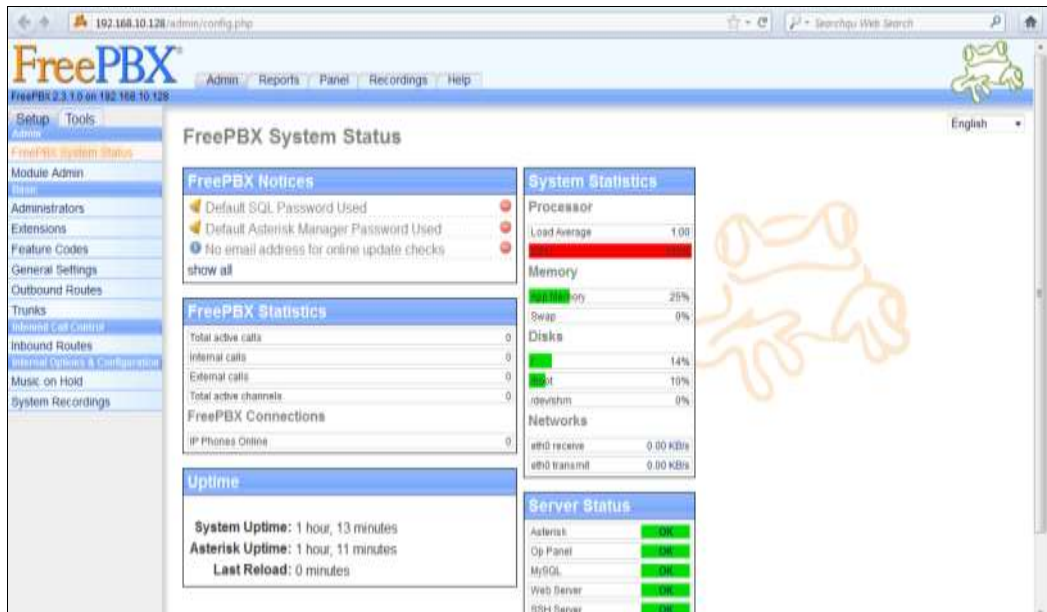 192.168.10.128/admin/config.php
Searchqu Web Search
FreePBX
Admin Reports Panel Recordings Help
FreePBX 2.3.1.0 on 192.168.10.128
Setup Tools
English
Admin
FreePBX System Status
Module Admin
Basic
Administrators
Extensions
Feature Codes
General Settings
Outbound Routes
Trunks
Inbound Call Control
Inbound Routes
Internal Options & Configuration
Music on Hold
System Recordings
FreePBX System Status
FreePBX Notices
Default SQL Password Used
Default Asterisk Manager Password Used
No email address for online update checks
show all
FreePBX Statistics
Total active calls 0
Internal calls 0
External calls 0
Total active channels 0
FreePBX Connections
IP Phones Online 0
Uptime
System Uptime: 1 hour, 13 minutes
Asterisk Uptime: 1 hour, 11 minutes
Last Reload: 0 minutes
System Statistics
Processor
Load Average 1.00
CPU
Memory
App Memory 25%
Swap 0%
Disks
/ 14%
/boot 10%
/dev/shm 0%
Networks
eth0 receive 0.00 KB/s
eth0 transmit 0.00 KB/s
Server Status
Asterisk OK
Op Panel OK
MySQL OK
Web Server OK
SSH Server OK